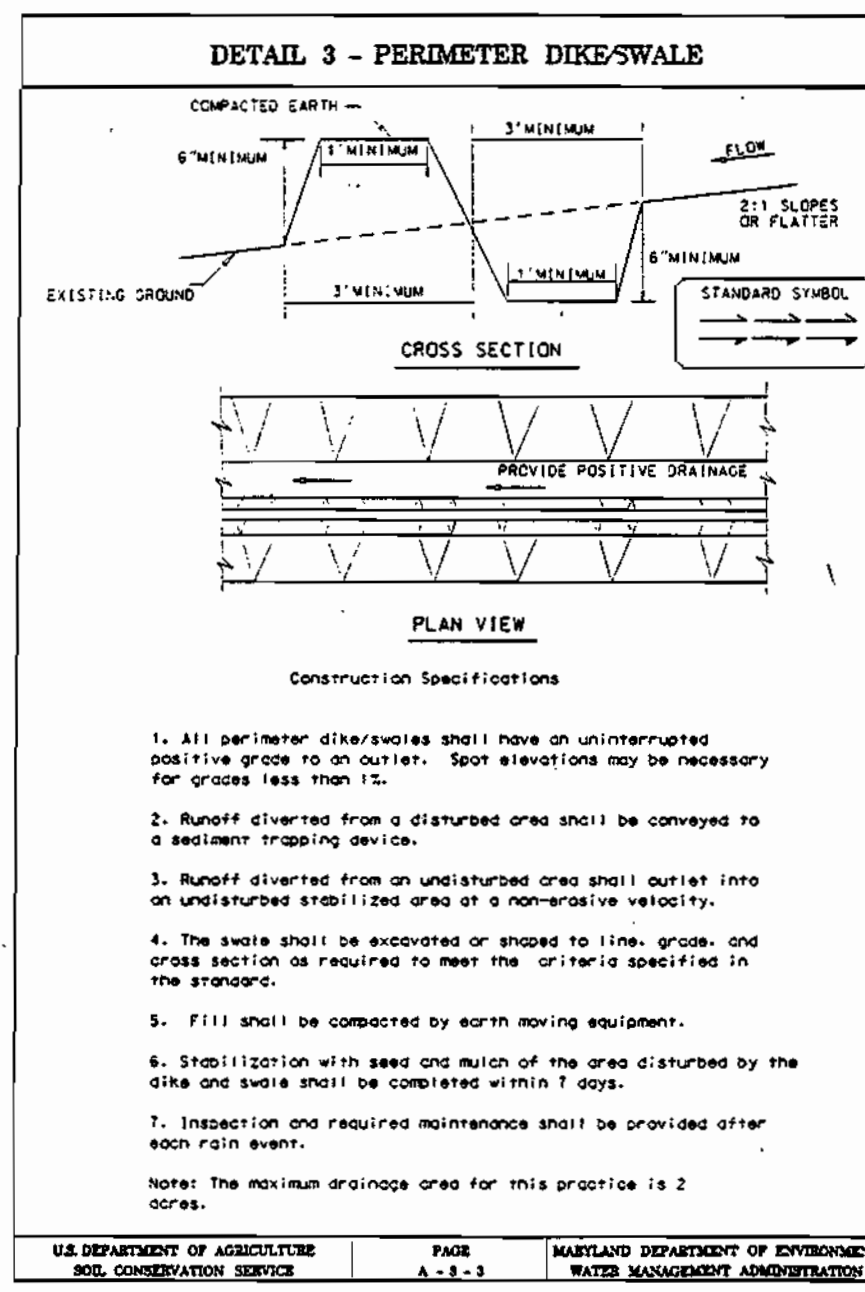 DETAIL 3 - PERIMETER DIKE/SWALE
COMPACTED EARTH
3' MINIMUM
6" MINIMUM
1' MINIMUM
FLOW
2:1 SLOPES
OR FLATTER
6" MINIMUM
1' MINIMUM
EXISTING GROUND
3' MINIMUM
STANDARD SYMBOL
CROSS SECTION
PROVIDE POSITIVE DRAINAGE
PLAN VIEW
Construction Specifications
1. All perimeter dike/swales shall have an uninterrupted
positive grade to an outlet. Spot elevations may be necessary
for grades less than 1%.
2. Runoff diverted from a disturbed area shall be conveyed to
a sediment trapping device.
3. Runoff diverted from an undisturbed area shall outlet into
an undisturbed stabilized area at a non-erosive velocity.
4. The swale shall be excavated or shaped to line, grade, and
cross section as required to meet the criteria specified in
the standard.
5. Fill shall be compacted by earth moving equipment.
6. Stabilization with seed and mulch of the area disturbed by the
dike and swale shall be completed within 7 days.
7. Inspection and required maintenance shall be provided after
each rain event.
Note: The maximum drainage area for this practice is 2
acres.
U.S. DEPARTMENT OF AGRICULTURE
SOIL CONSERVATION SERVICE
PAGE
A - 3 - 3
MARYLAND DEPARTMENT OF ENVIRONME
WATER MANAGEMENT ADMINISTRATION